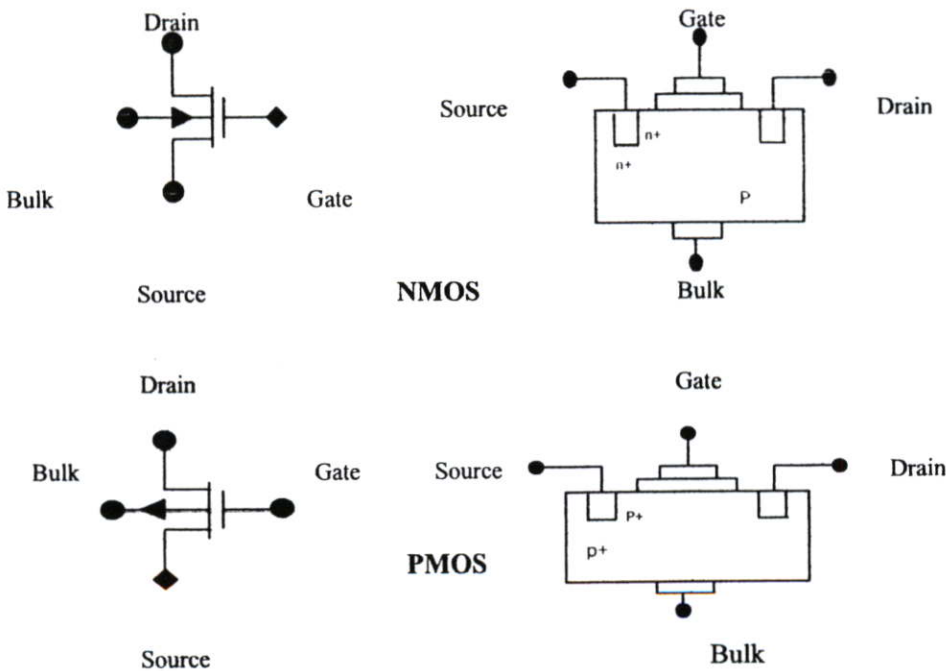 Drain
Gate
Source
Drain
n+
n+
P
Bulk
Gate
Source
NMOS
Bulk
Drain
Gate
Bulk
Gate
Source
Drain
P+
p+
PMOS
Bulk
Source